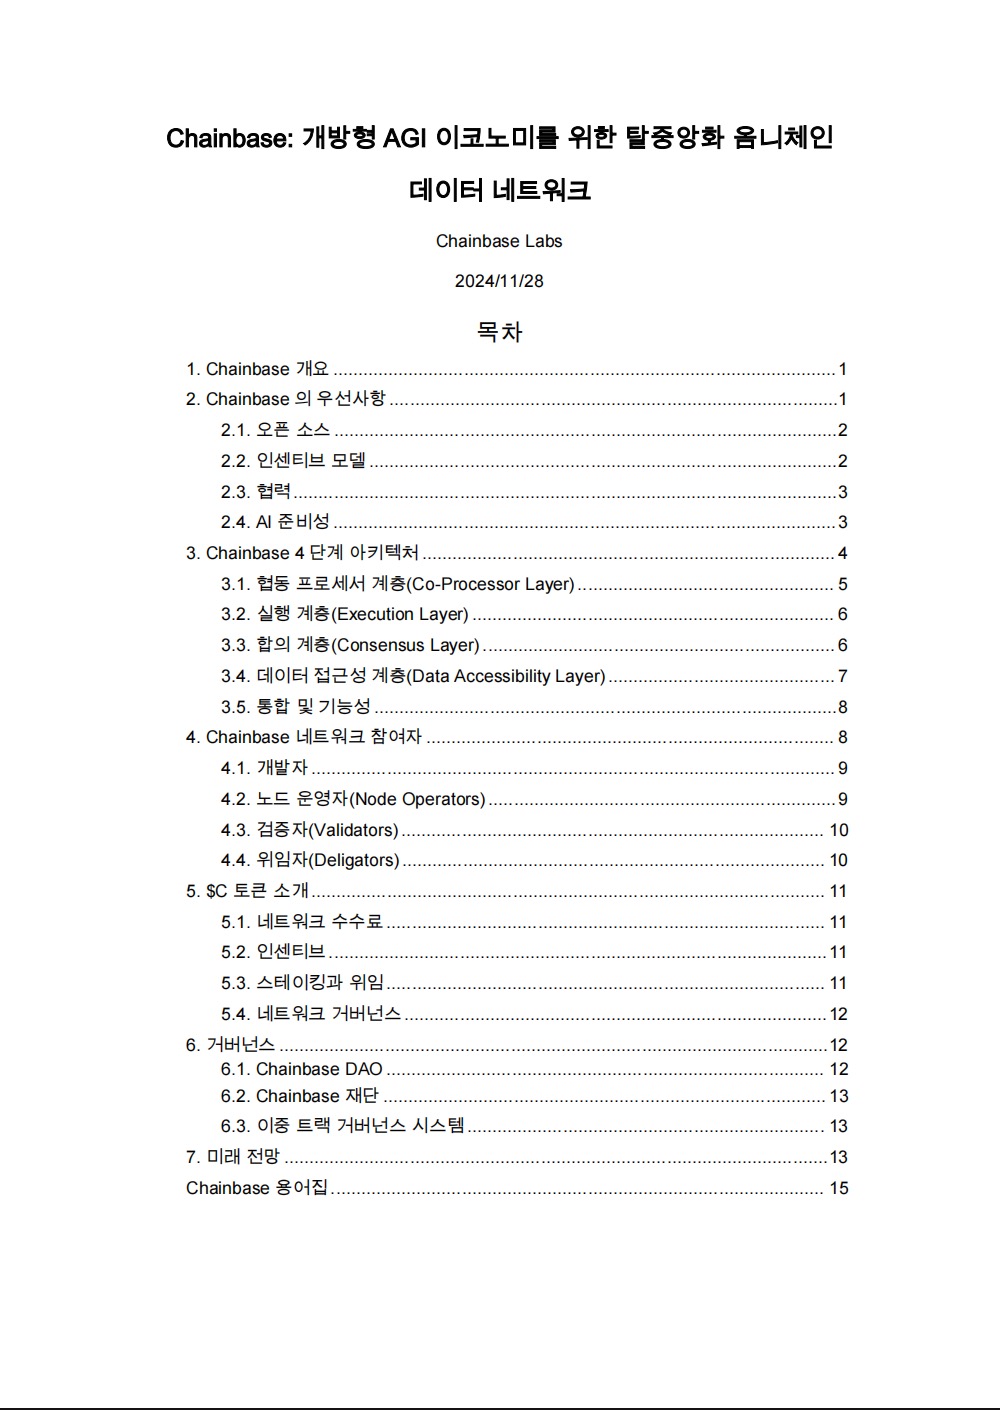 Chainbase: 개방형 AGI 이코노미를 위한 탈중앙화 옴니체인
데이터 네트워크
Chainbase Labs
2024/11/28
목차
1. Chainbase 개요 ........ 1
2. Chainbase 의 우선사항 ........ 1
2.1. 오픈 소스 ........ 2
2.2. 인센티브 모델 ........ 2
2.3. 협력 ........ 3
2.4. AI 준비성 ........ 3
3. Chainbase 4 단계 아키텍처 ........ 4
3.1. 협동 프로세서 계층(Co-Processor Layer) ........ 5
3.2. 실행 계층(Execution Layer) ........ 6
3.3. 합의 계층(Consensus Layer) ........ 6
3.4. 데이터 접근성 계층(Data Accessibility Layer) ........ 7
3.5. 통합 및 기능성 ........ 8
4. Chainbase 네트워크 참여자 ........ 8
4.1. 개발자 ........ 9
4.2. 노드 운영자(Node Operators) ........ 9
4.3. 검증자(Validators) ........ 10
4.4. 위임자(Deligators) ........ 10
5. $C 토큰 소개 ........ 11
5.1. 네트워크 수수료 ........ 11
5.2. 인센티브 ........ 11
5.3. 스테이킹과 위임 ........ 11
5.4. 네트워크 거버넌스 ........ 12
6. 거버넌스 ........ 12
6.1. Chainbase DAO ........ 12
6.2. Chainbase 재단 ........ 13
6.3. 이중 트랙 거버넌스 시스템 ........ 13
7. 미래 전망 ........ 13
Chainbase 용어집 ........ 15